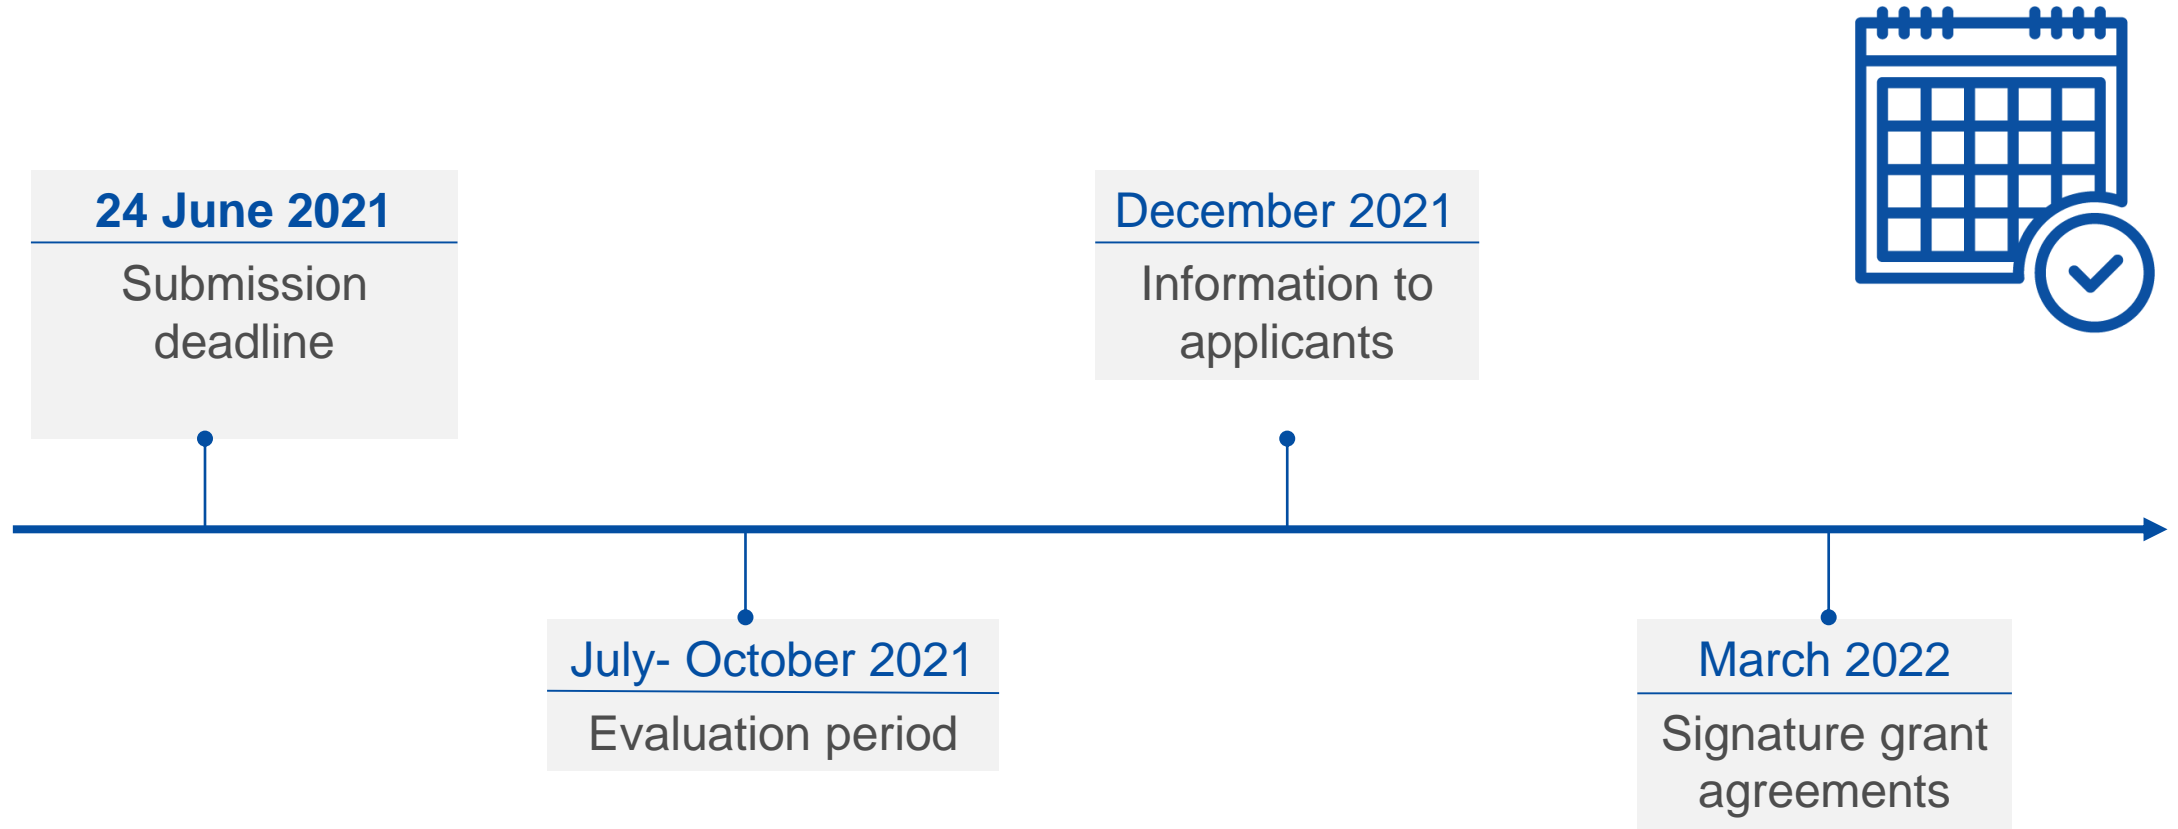 24 June 2021
Submission
deadline
July- October 2021
Evaluation period
December 2021
Information to
applicants
March 2022
Signature grant
agreements